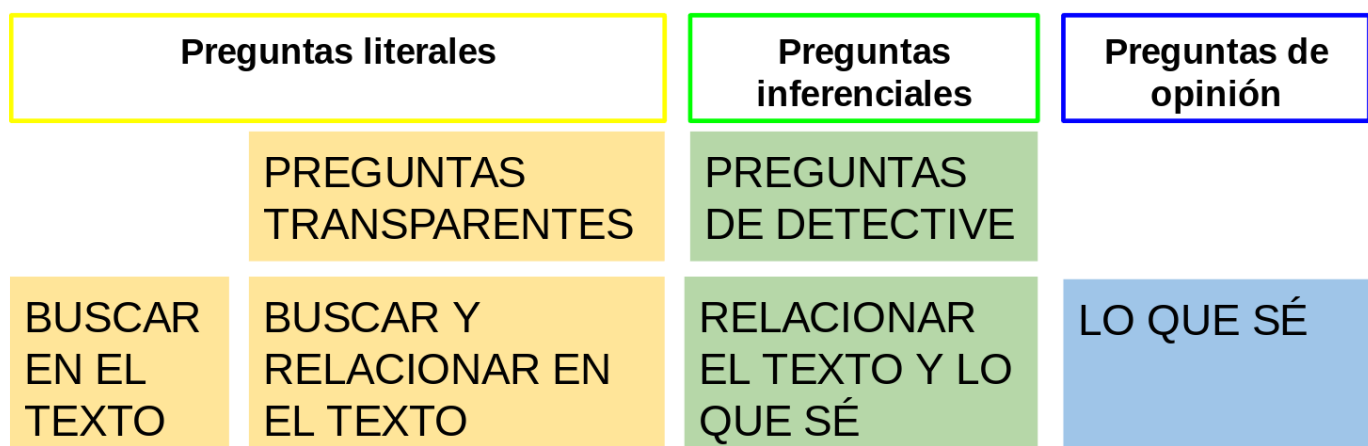 Preguntas literales
Preguntas
inferenciales
Preguntas de
opinión
PREGUNTAS
TRANSPARENTES
PREGUNTAS
DE DETECTIVE
BUSCAR
EN EL
TEXTO
BUSCAR Y
RELACIONAR EN
EL TEXTO
RELACIONAR
EL TEXTO Y LO
QUE SÉ
LO QUE SÉ